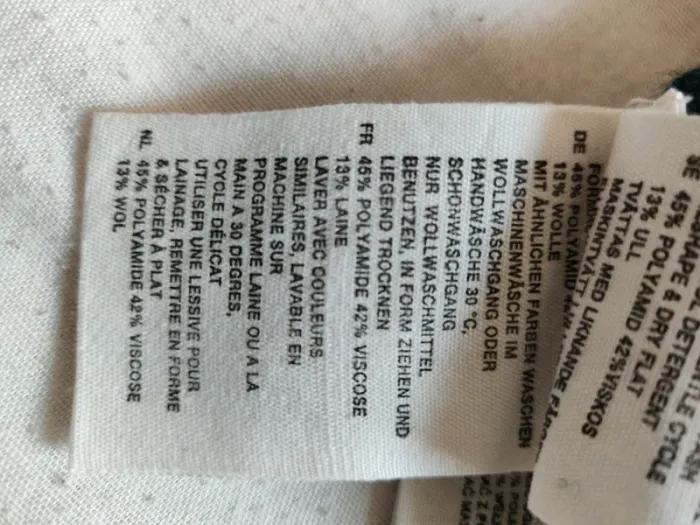 CYCLE
DETERGENT
SHAPE & DRY FLAT
SE 45% POLYAMID 42%VISKOS
13% ULL
TVÄTTAS MED LIKNANDE
DE 45% POLYAMID
13% WOLLE
MIT ÄHNLICHEN FARBEN WASCHEN
MASCHINENWÄSCHE IM
WOLLWASCHGANG ODER
HANDWÄSCHE 30 °C,
SCHONWASCHGANG
NUR WOLLWASCHMITTEL
BENUTZEN, IN FORM ZIEHEN UND
LIEGEND TROCKNEN
FR 45% POLYAMIDE 42% VISCOSE
13% LAINE
LAVER AVEC COULEURS
SIMILAIRES, LAVABLE EN
MACHINE SUR
PROGRAMME LAINE OU A LA
MAIN A 30 DEGRES,
CYCLE DÉLICAT
UTILISER UNE LESSIVE POUR
LAINAGE, REMETTRE EN FORME
& SÉCHER À PLAT
NL 45% POLYAMIDE 42% VISCOSE
13% WOL